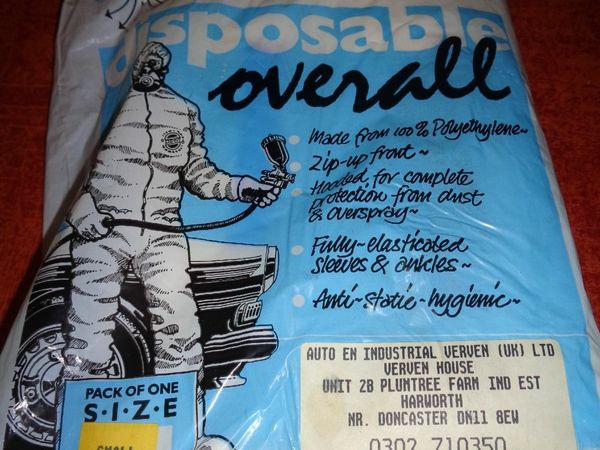 disposable
overall
Made from 100% Polyethylene~
Zip-up front~
Hooded, for complete
protection from dust
& overspray~
Fully-elasticated
sleeves & ankles~
Anti-static-hygienic~
PACK OF ONE
S·I·Z·E
SMALL
AUTO EN INDUSTRIAL VERVEN (UK) LTD
VERVEN HOUSE
UNIT 2B PLUMTREE FARM IND EST
HARWORTH
NR. DONCASTER DN11 8EW
0302 710350